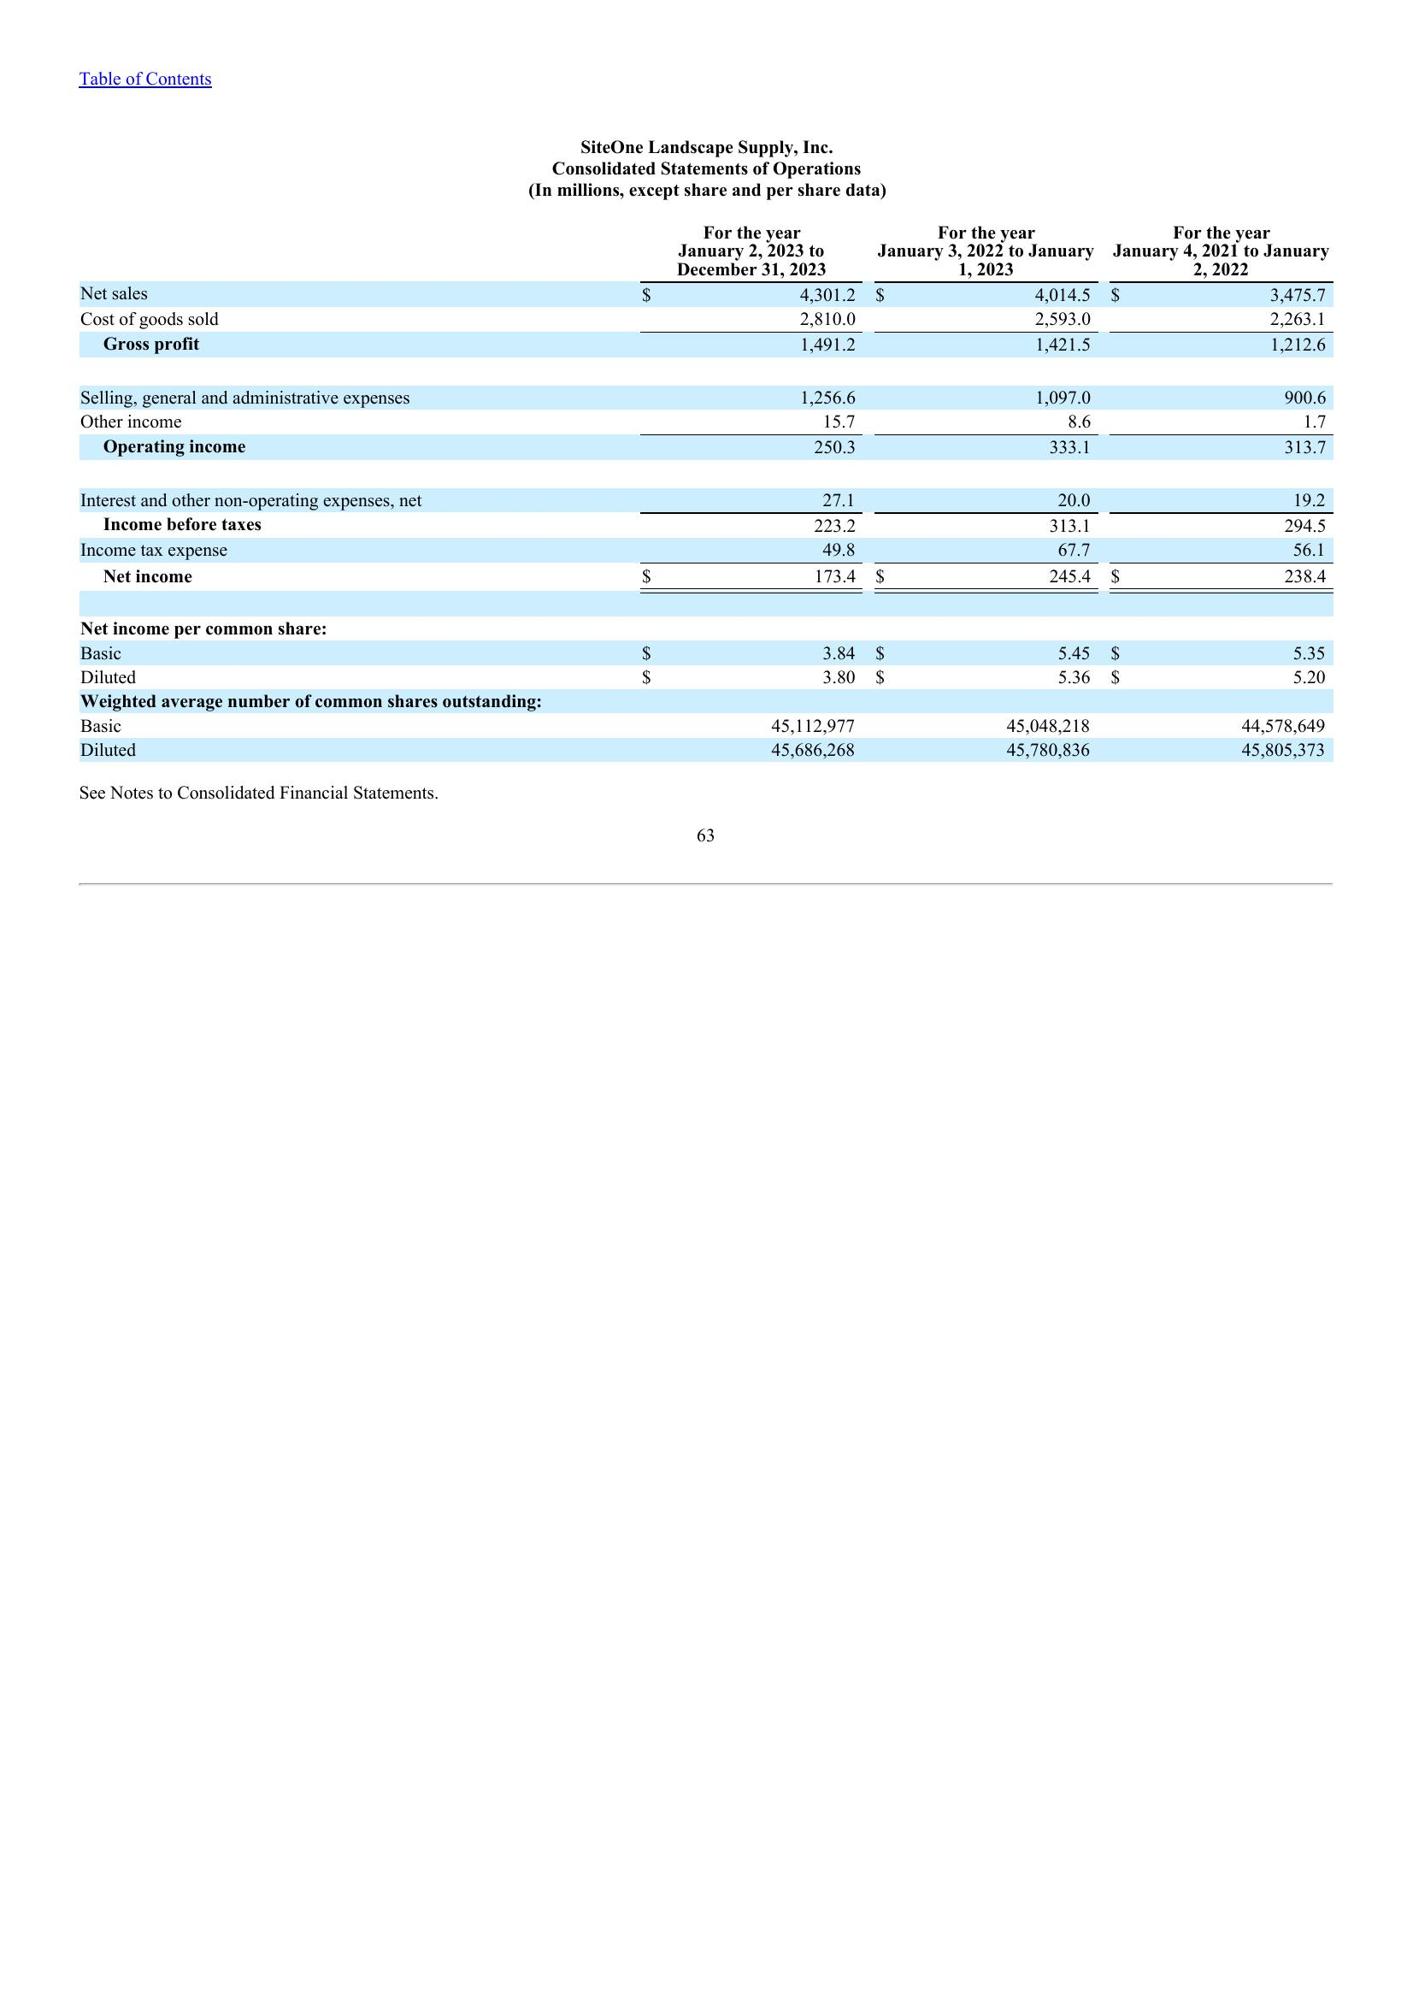 Table of Contents
SiteOne Landscape Supply, Inc.
Consolidated Statements of Operations
(In millions, except share and per share data)
For the year For the year For the year
January 2, 2023 to January 3, 2022 to January January 4, 2021 to January
December 31, 2023 1, 2023 2, 2022
Net sales $ 4,301.2 $ 4,014.5 $ 3,475.7
Cost of goods sold 2,810.0 2,593.0 2,263.1
Gross profit 1,491.2 1,421.5 1,212.6
Selling, general and administrative expenses 1,256.6 1,097.0 900.6
Other income 15.7 8.6 1.7
Operating income 250.3 333.1 313.7
Interest and other non-operating expenses, net 27.1 20.0 19.2
Income before taxes 223.2 313.1 294.5
Income tax expense 49.8 67.7 56.1
Net income $ 173.4 $ 245.4 $ 238.4
Net income per common share:
Basic $ 3.84 $ 5.45 $ 5.35
Diluted $ 3.80 $ 5.36 $ 5.20
Weighted average number of common shares outstanding:
Basic 45,112,977 45,048,218 44,578,649
Diluted 45,686,268 45,780,836 45,805,373
See Notes to Consolidated Financial Statements.
63